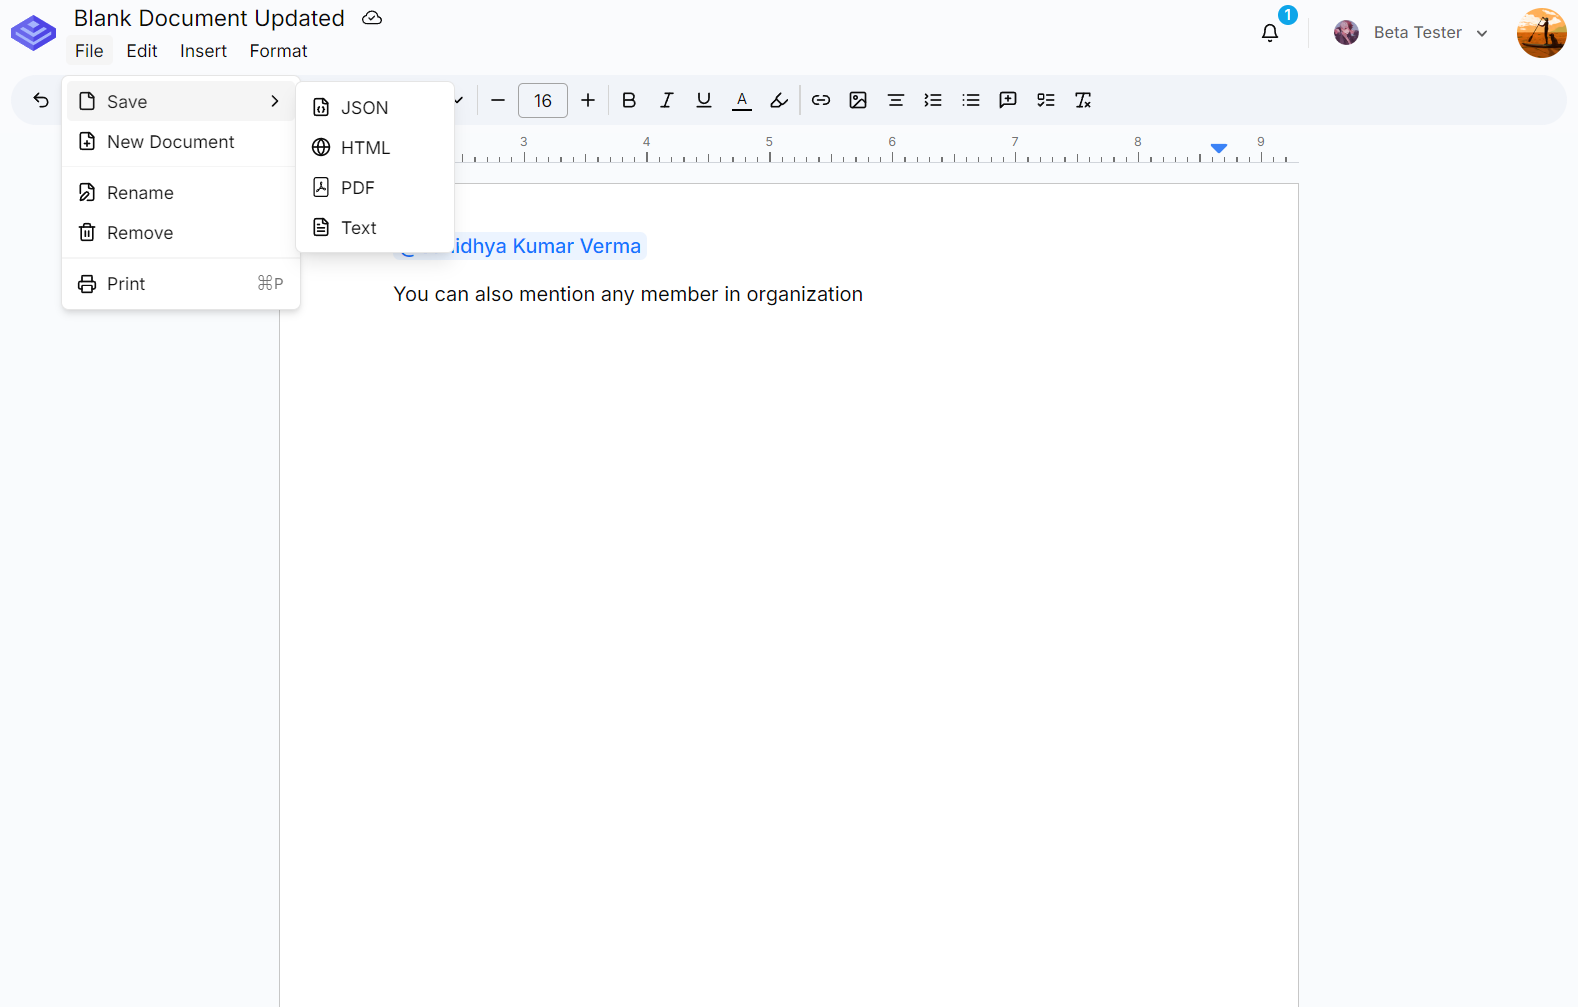 Blank Document Updated
1
Beta Tester
File Edit Insert Format
Save
New Document
Rename
Remove
Print ⌘P
JSON
HTML
PDF
Text
16
A
3 4 5 6 7 8 9
Kumar Verma
You can also mention any member in organization